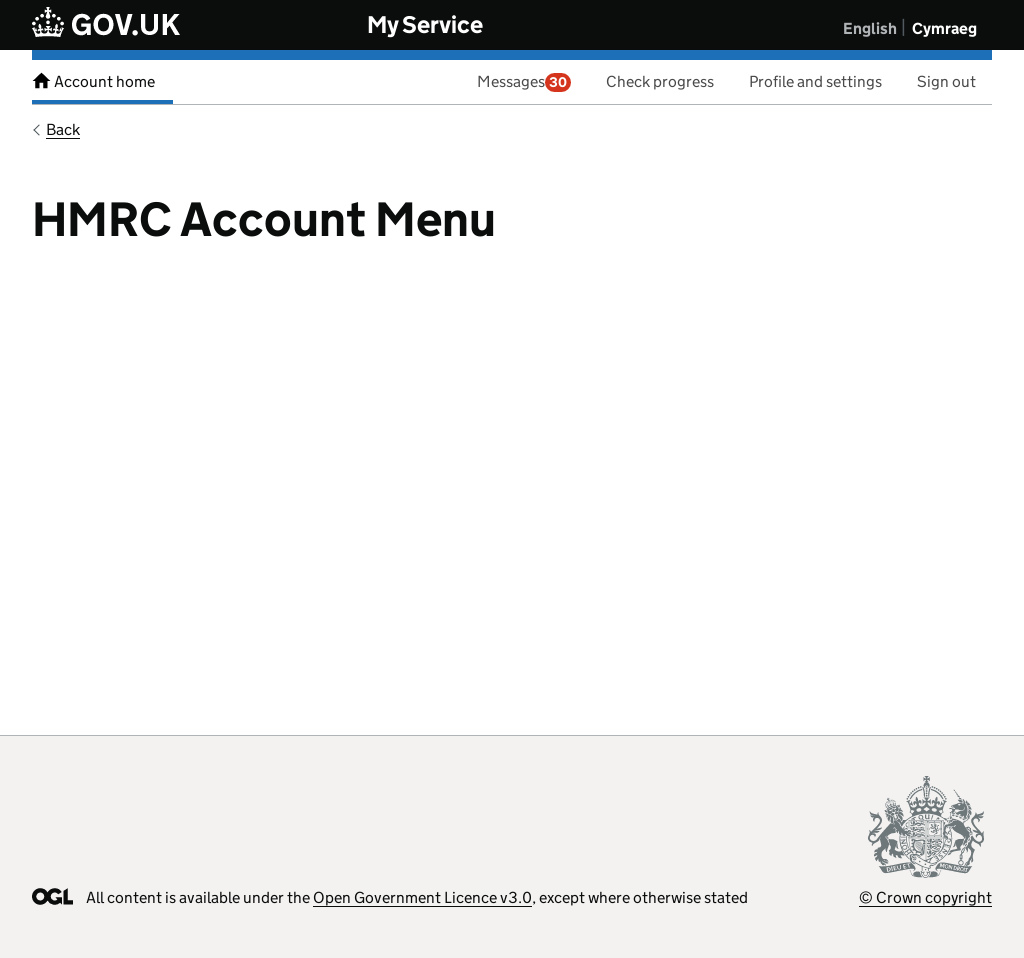 GOV.UK
My Service
English
Cymraeg
Account home
Messages 30
Check progress
Profile and settings
Sign out
Back
HMRC Account Menu
OGL All content is available under the Open Government Licence v3.0, except where otherwise stated
© Crown copyright